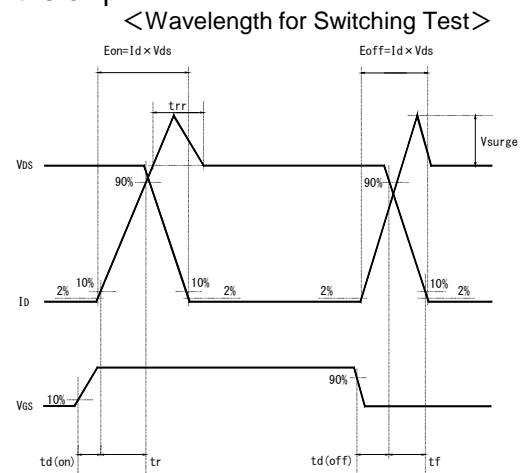 <Wavelength for Switching Test>
Eon=Id×Vds
Eoff=Id×Vds
trr
Vsurge
VDS
90%
90%
2%
10%
10%
2%
2%
10%
2%
ID
90%
VGS
10%
td(on)
tr
td(off)
tf